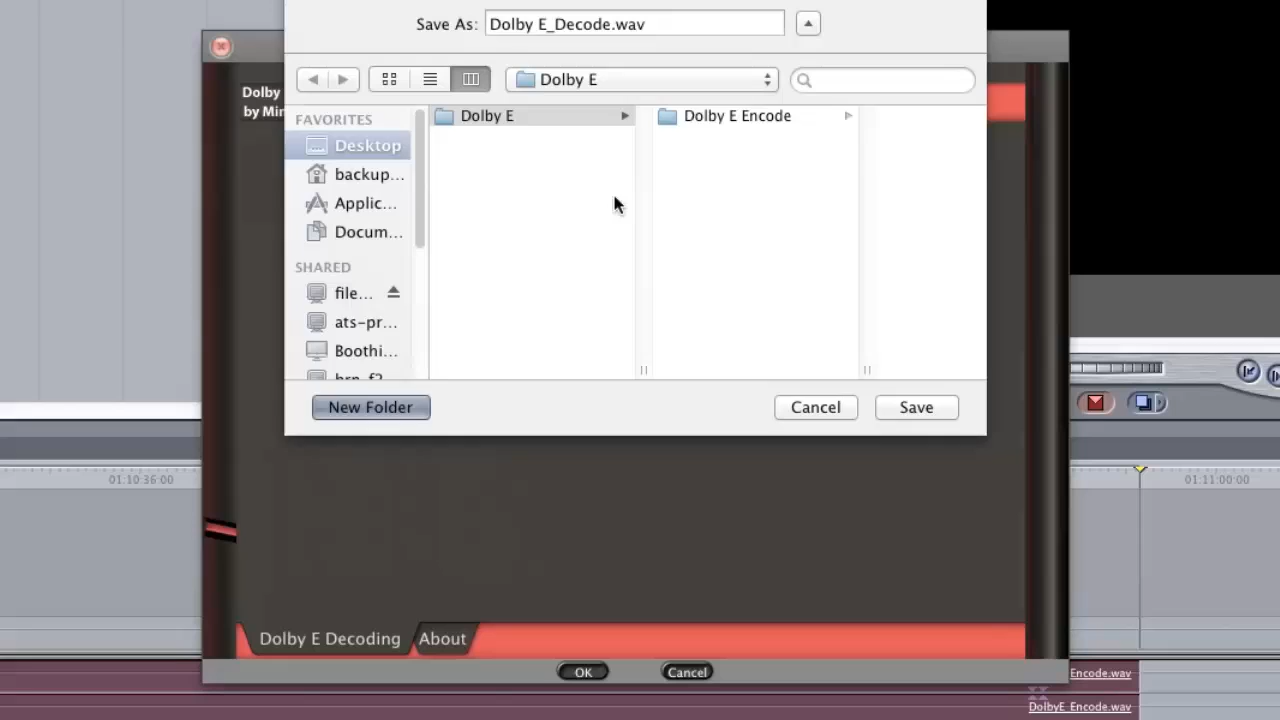 Save As: Dolby E_Decode.wav
Dolby E
Dolby
by Min
FAVORITES
Desktop
backup...
Applic...
Docum...
SHARED
file...
ats-pr...
Boothi...
Dolby E
Dolby E Encode
New Folder
Cancel
Save
01:10:36:00
01:11:00:00
Dolby E Decoding
About
OK
Cancel
Encode.wav
DolbyE_Encode.wav